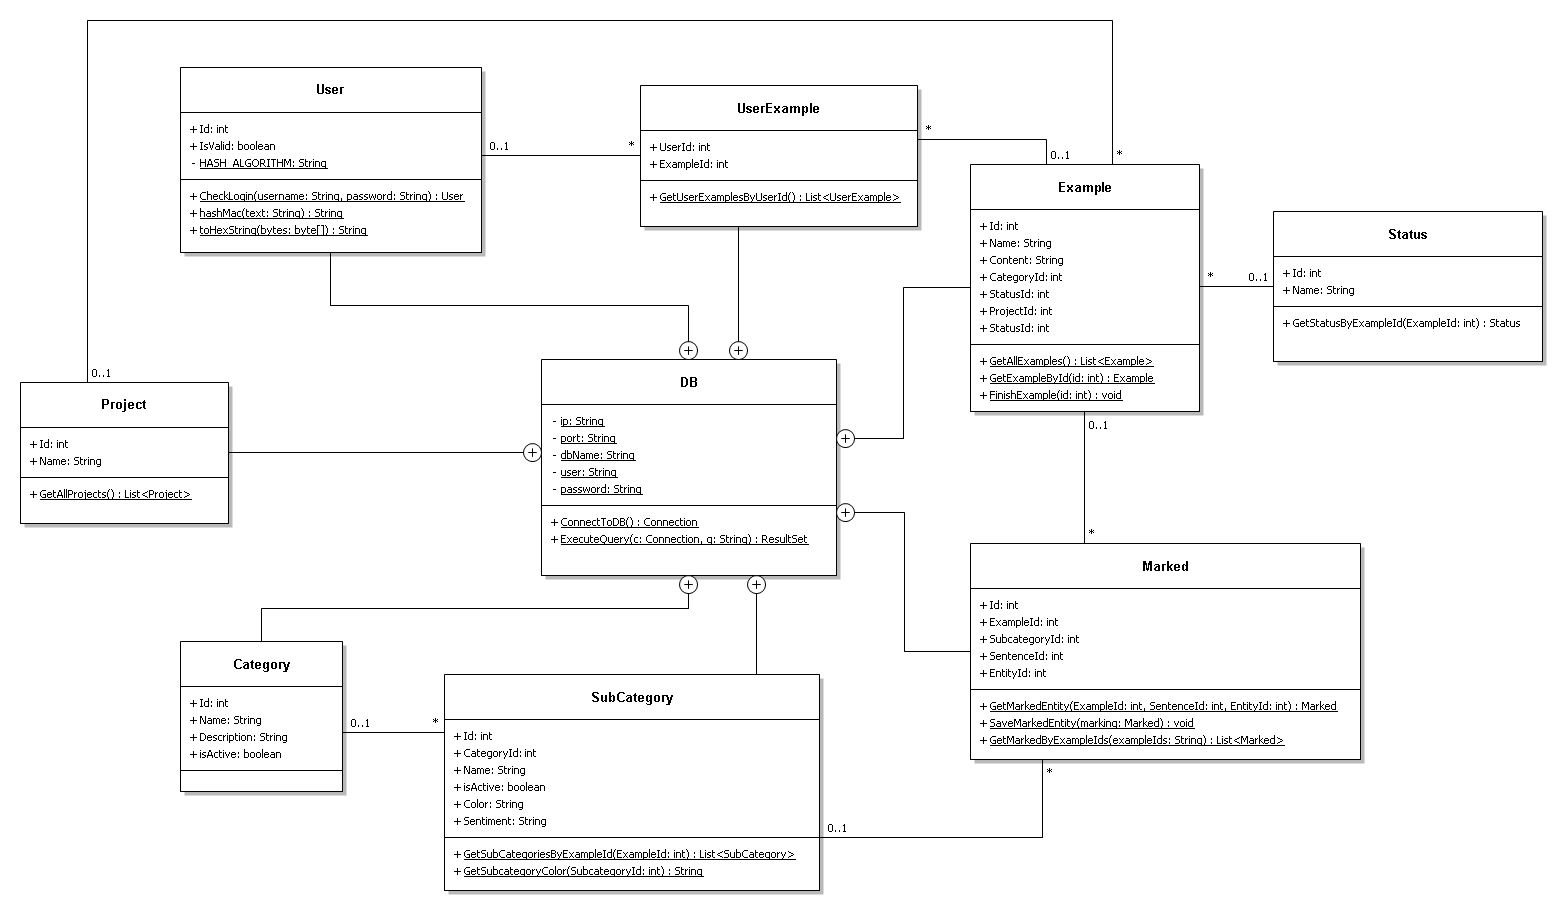 User
+ Id: int
+ IsValid: boolean
- HASH_ALGORITHM: String
+ CheckLogin(username: String, password: String) : User
+ hashMac(text: String) : String
+ toHexString(bytes: byte[]) : String
0..1
*
UserExample
+ UserId: int
+ ExampleId: int
+ GetUserExamplesByUserId() : List<UserExample>
*
0..1
*
Example
+ Id: int
+ Name: String
+ Content: String
+ CategoryId: int
+ StatusId: int
+ ProjectId: int
+ StatusId: int
+ GetAllExamples() : List<Example>
+ GetExampleById(id: int) : Example
+ FinishExample(id: int) : void
*
0..1
Status
+ Id: int
+ Name: String
+ GetStatusByExampleId(ExampleId: int) : Status
0..1
Project
+ Id: int
+ Name: String
+ GetAllProjects() : List<Project>
DB
- ip: String
- port: String
- dbName: String
- user: String
- password: String
+ ConnectToDB() : Connection
+ ExecuteQuery(c: Connection, q: String) : ResultSet
0..1
*
Marked
+ Id: int
+ ExampleId: int
+ SubcategoryId: int
+ SentenceId: int
+ EntityId: int
+ GetMarkedEntity(ExampleId: int, SentenceId: int, EntityId: int) : Marked
+ SaveMarkedEntity(marking: Marked) : void
+ GetMarkedByExampleIds(exampleIds: String) : List<Marked>
*
0..1
Category
+ Id: int
+ Name: String
+ Description: String
+ isActive: boolean
0..1
*
SubCategory
+ Id: int
+ CategoryId: int
+ Name: String
+ isActive: boolean
+ Color: String
+ Sentiment: String
+ GetSubCategoriesByExampleId(ExampleId: int) : List<SubCategory>
+ GetSubcategoryColor(SubcategoryId: int) : String